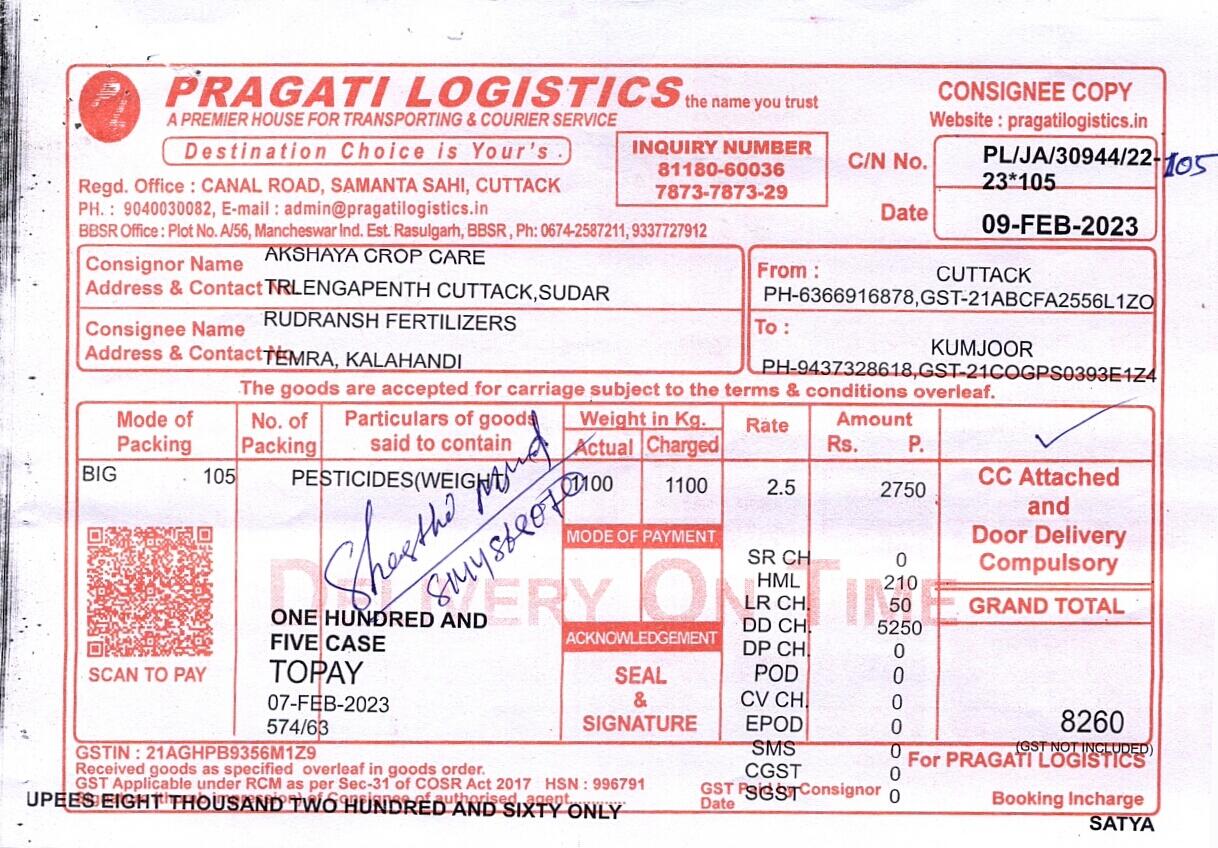 PRAGATI LOGISTICS the name you trust
A PREMIER HOUSE FOR TRANSPORTING & COURIER SERVICE
Destination Choice is Your's .
INQUIRY NUMBER
81180-60036
7873-7873-29
CONSIGNEE COPY
Website : pragatilogistics.in
C/N No. PL/JA/30944/22-
23*105
105
Date 09-FEB-2023
Regd. Office : CANAL ROAD, SAMANTA SAHI, CUTTACK
PH. : 9040030082, E-mail : admin@pragatilogistics.in
BBSR Office : Plot No. A/56, Mancheswar Ind. Est. Rasulgarh, BBSR , Ph: 0674-2587211, 9337727912
Consignor Name AKSHAYA CROP CARE
Address & Contact No. TRLENGAPENTH CUTTACK,SUDAR
From : CUTTACK
PH-6366916878,GST-21ABCFA2556L1ZO
Consignee Name RUDRANSH FERTILIZERS
Address & Contact No. TEMRA, KALAHANDI
To : KUMJOOR
PH-9437328618,GST-21COGPS0393E1Z4
The goods are accepted for carriage subject to the terms & conditions overleaf.
Mode of Packing
No. of Packing
Particulars of goods said to contain
Weight in Kg.
Actual Charged
Rate
Amount
Rs. P.
BIG 105 PESTICIDES(WEIGHT) 1100 1100 2.5 2750
CC Attached
and
Door Delivery
Compulsory
MODE OF PAYMENT
DELIVERY ON TIME
SR CH 0
HML 210
LR CH. 50
DD CH. 5250
DP CH. 0
POD 0
CV CH. 0
EPOD 0
SMS 0
CGST 0
SGST 0
GRAND TOTAL
8260
(GST NOT INCLUDED)
SCAN TO PAY
ONE HUNDRED AND
FIVE CASE
TOPAY
07-FEB-2023
574/63
ACKNOWLEDGEMENT
SEAL
&
SIGNATURE
GSTIN : 21AGHPB9356M1Z9
Received goods as specified overleaf in goods order.
GST Applicable under RCM as per Sec-31 of COSR Act 2017 HSN : 996791
of Consignee of authorised agent.............
UPEES EIGHT THOUSAND TWO HUNDRED AND SIXTY ONLY
GST Paid by Consignor
Date
For PRAGATI LOGISTICS
Booking Incharge
SATYA